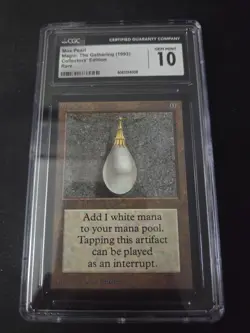 CGC
CERTIFIED GUARANTY COMPANY
Mox Pearl
Magic: The Gathering (1993)
Collectors' Edition
Rare
GEM MINT
10
Add 1 white mana
to your mana pool.
Tapping this artifact
can be played
as an interrupt.